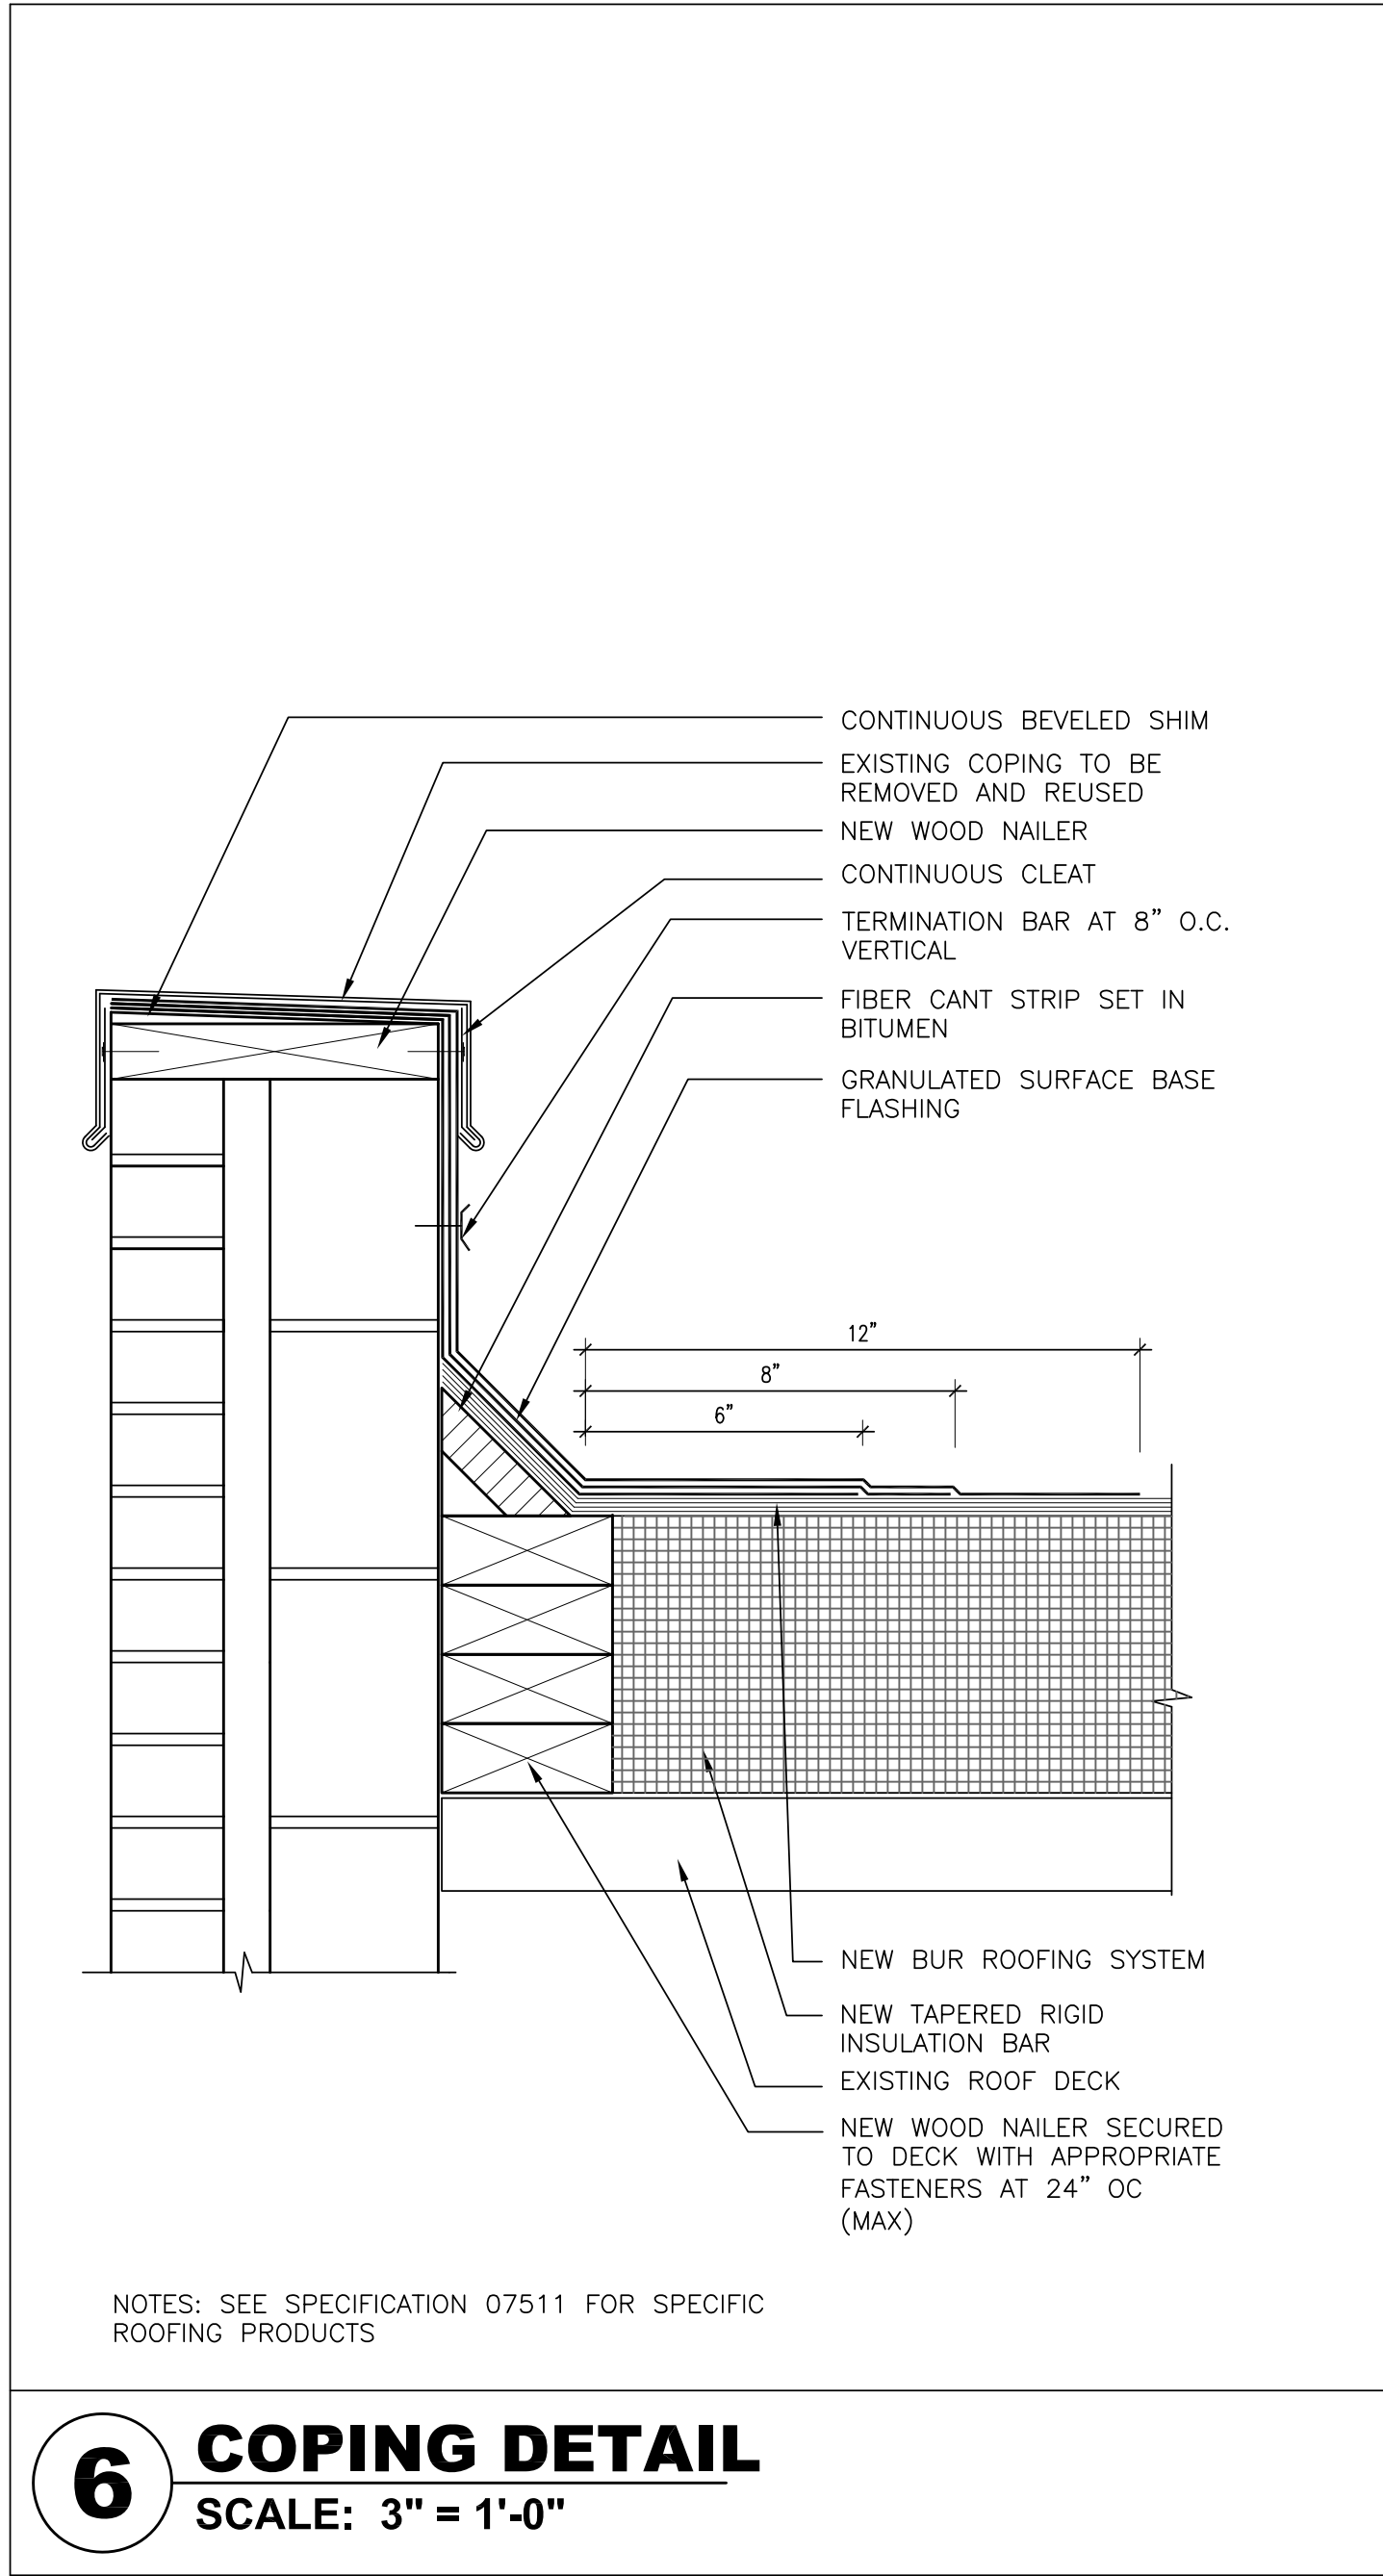 CONTINUOUS BEVELED SHIM
EXISTING COPING TO BE
REMOVED AND REUSED
NEW WOOD NAILER
CONTINUOUS CLEAT
TERMINATION BAR AT 8” O.C.
VERTICAL
FIBER CANT STRIP SET IN
BITUMEN
GRANULATED SURFACE BASE
FLASHING
12”
8”
6”
NEW BUR ROOFING SYSTEM
NEW TAPERED RIGID
INSULATION BAR
EXISTING ROOF DECK
NEW WOOD NAILER SECURED
TO DECK WITH APPROPRIATE
FASTENERS AT 24” OC
(MAX)
NOTES: SEE SPECIFICATION 07511 FOR SPECIFIC
ROOFING PRODUCTS
6
COPING DETAIL
SCALE: 3" = 1'-0"